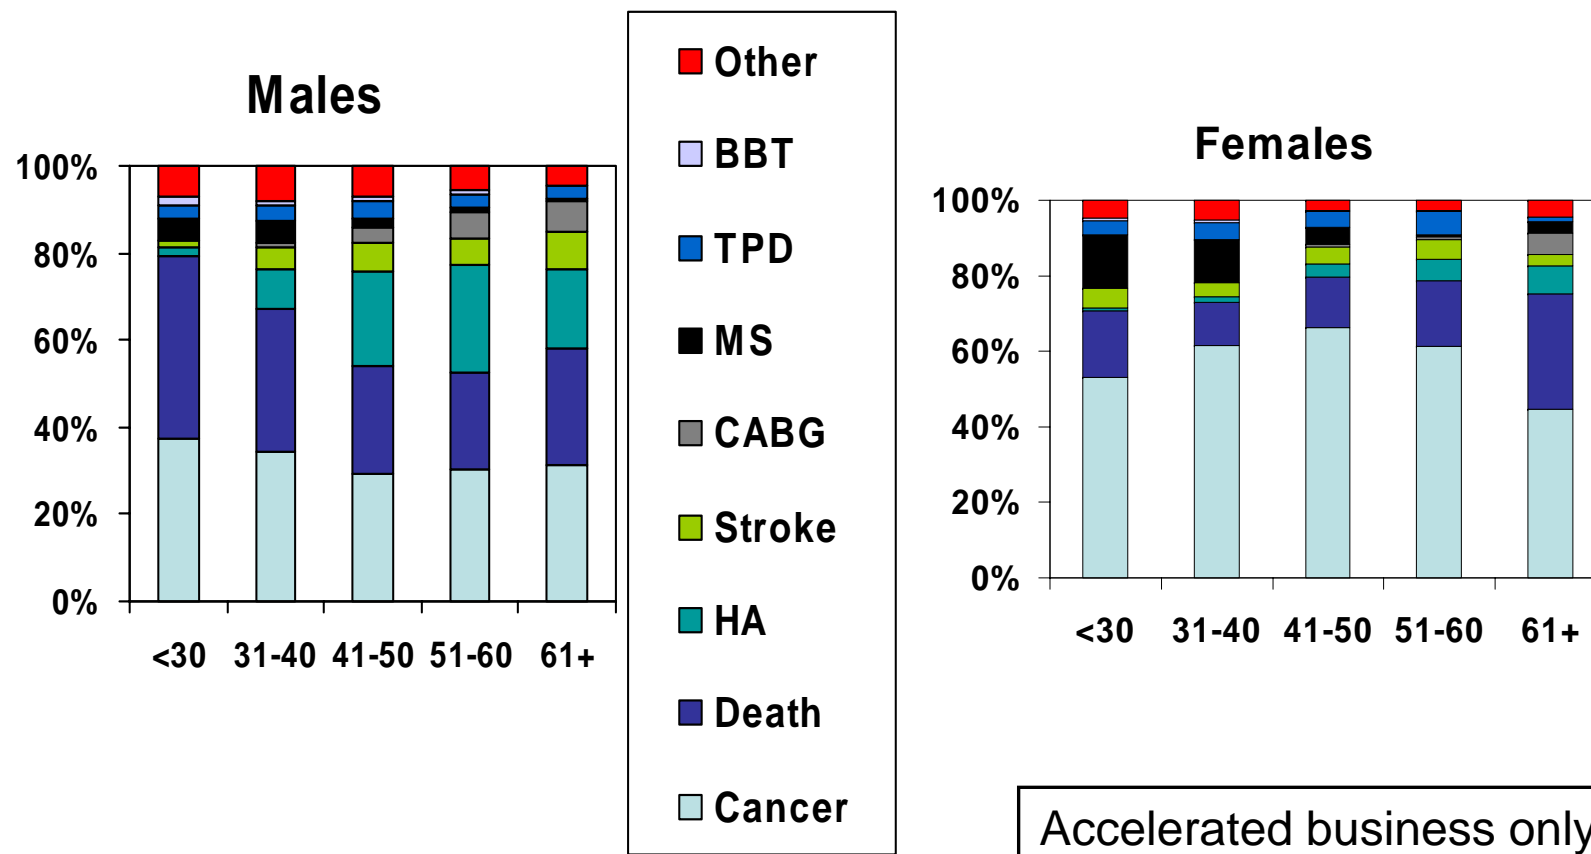 Males
100%
80%
60%
40%
20%
0%
<30 31-40 41-50 51-60 61+
Other
BBT
TPD
MS
CABG
Stroke
HA
Death
Cancer
Females
100%
80%
60%
40%
20%
0%
<30 31-40 41-50 51-60 61+
Accelerated business only